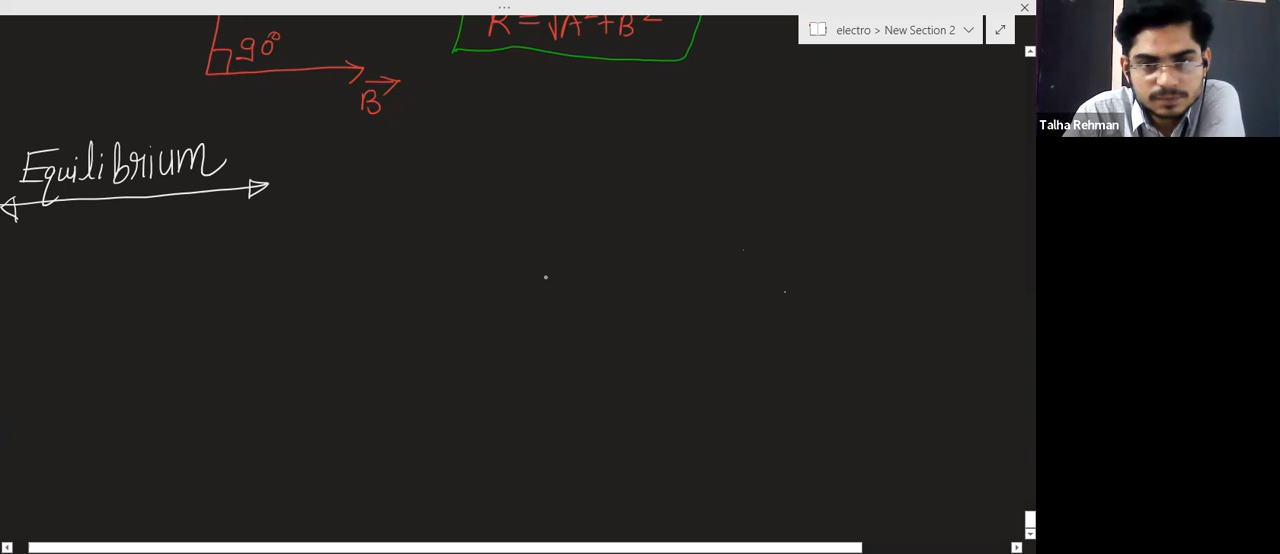 R = √A²+B²
electro > New Section 2
90°
B
Talha Rehman
Equilibrium